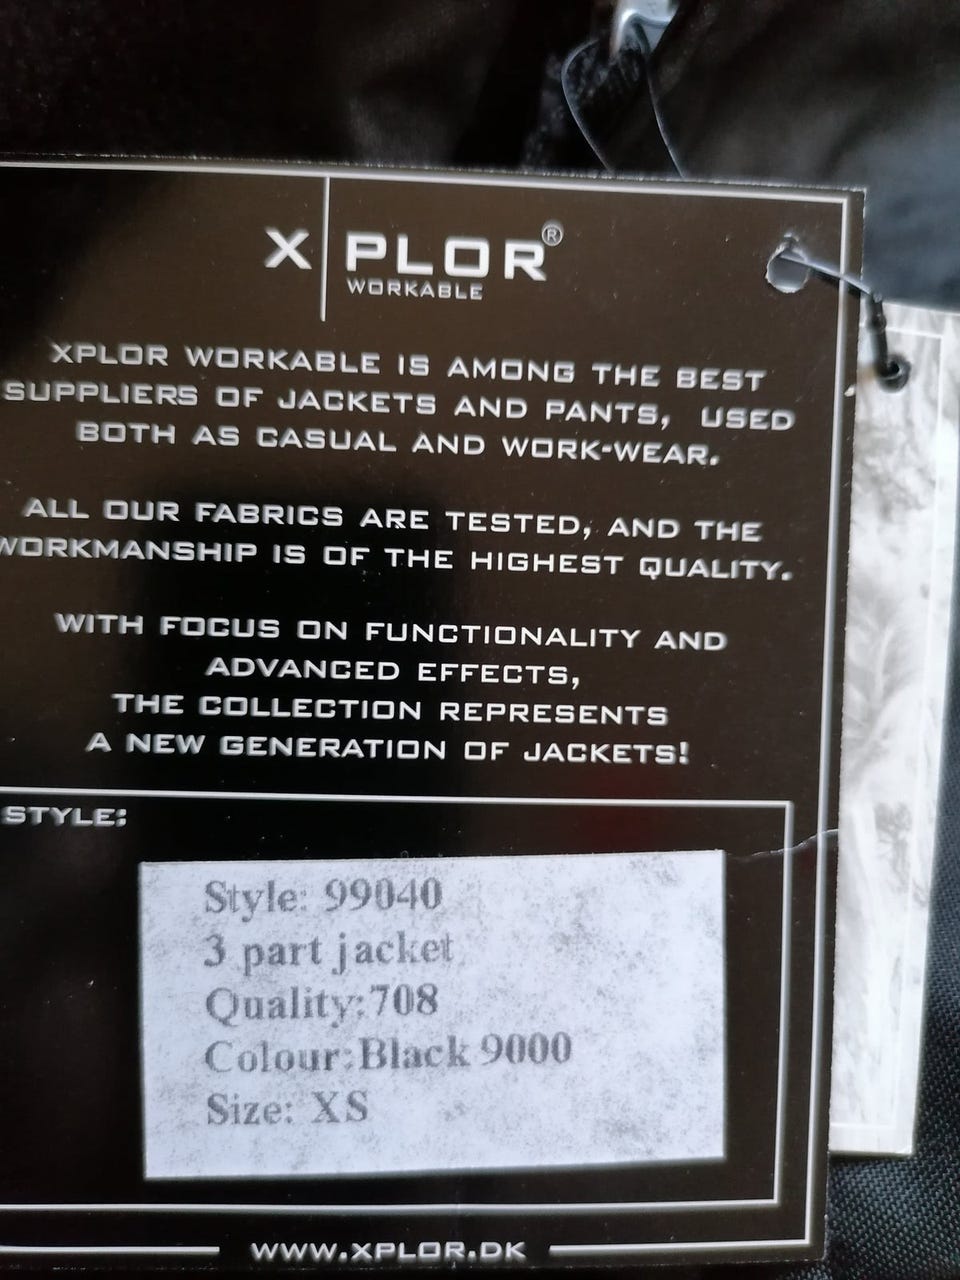 X PLOR®
WORKABLE
XPLOR WORKABLE IS AMONG THE BEST
SUPPLIERS OF JACKETS AND PANTS, USED
BOTH AS CASUAL AND WORK-WEAR.
ALL OUR FABRICS ARE TESTED, AND THE
WORKMANSHIP IS OF THE HIGHEST QUALITY.
WITH FOCUS ON FUNCTIONALITY AND
ADVANCED EFFECTS,
THE COLLECTION REPRESENTS
A NEW GENERATION OF JACKETS!
STYLE:
Style: 99040
3 part jacket
Quality:708
Colour:Black 9000
Size: XS
WWW.XPLOR.DK